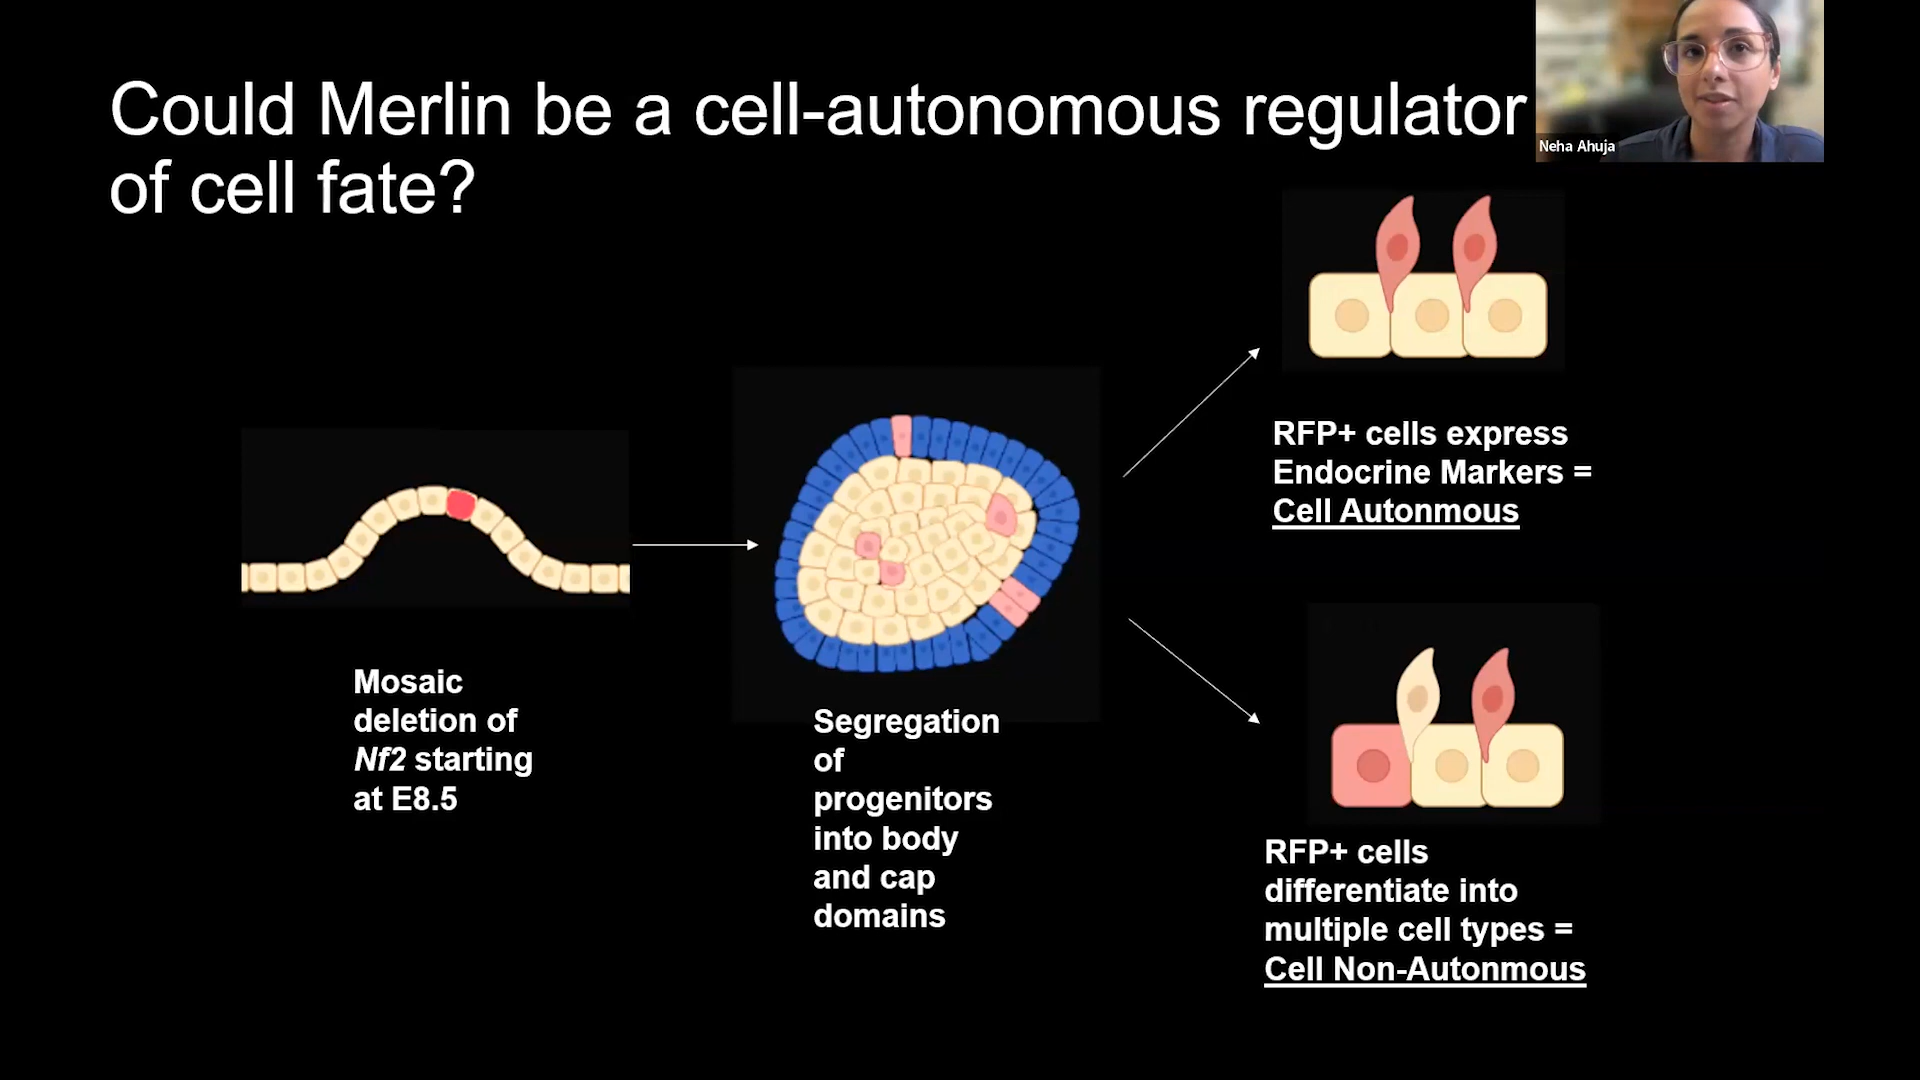 Could Merlin be a cell-autonomous regulator
of cell fate?
Neha Ahuja
Mosaic
deletion of
Nf2 starting
at E8.5
Segregation
of
progenitors
into body
and cap
domains
RFP+ cells express
Endocrine Markers =
Cell Autonmous
RFP+ cells
differentiate into
multiple cell types =
Cell Non-Autonmous